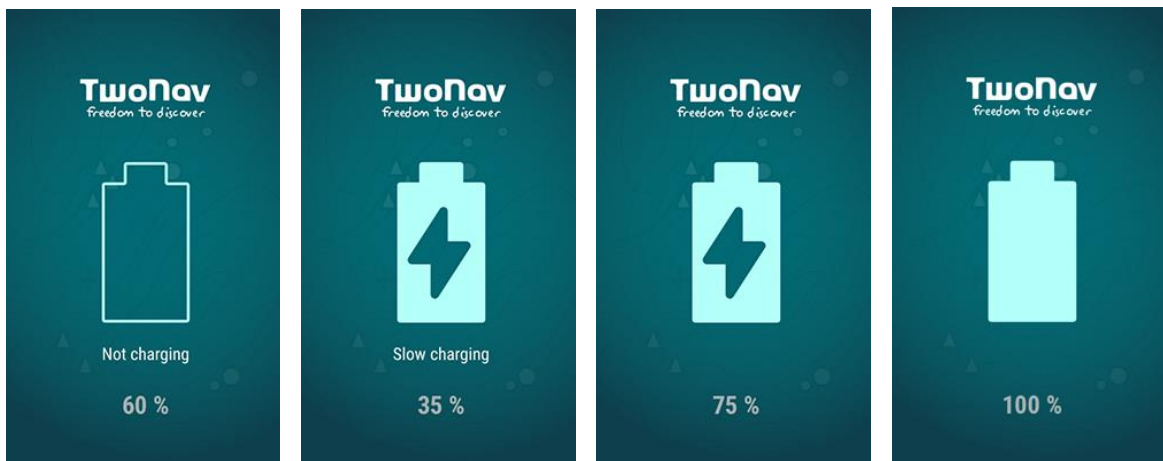 TwoNav
freedom to discover
Not charging
60 %
TwoNav
freedom to discover
Slow charging
35 %
TwoNav
freedom to discover
75 %
TwoNav
freedom to discover
100 %